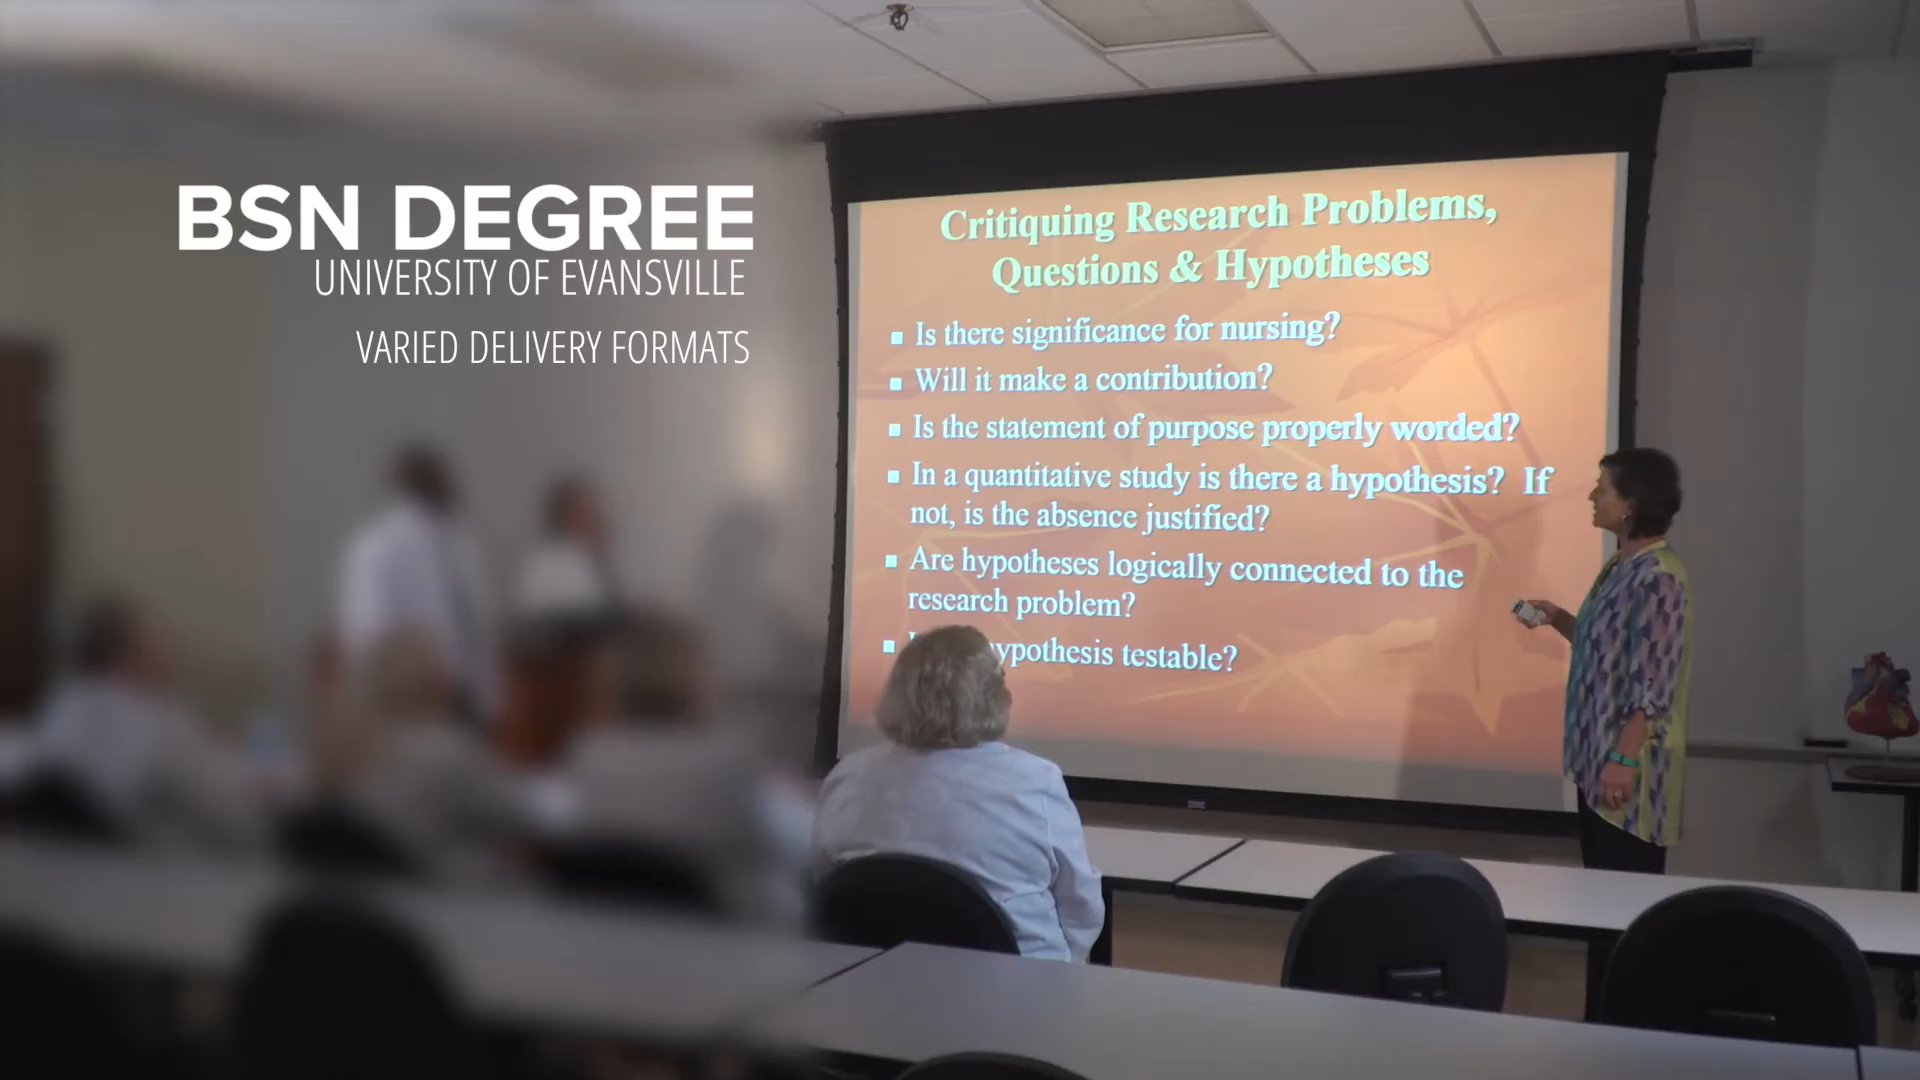 BSN DEGREE
UNIVERSITY OF EVANSVILLE
VARIED DELIVERY FORMATS
Critiquing Research Problems,
Questions & Hypotheses
Is there significance for nursing?
Will it make a contribution?
Is the statement of purpose properly worded?
In a quantitative study is there a hypothesis? If
not, is the absence justified?
Are hypotheses logically connected to the
research problem?
testable?